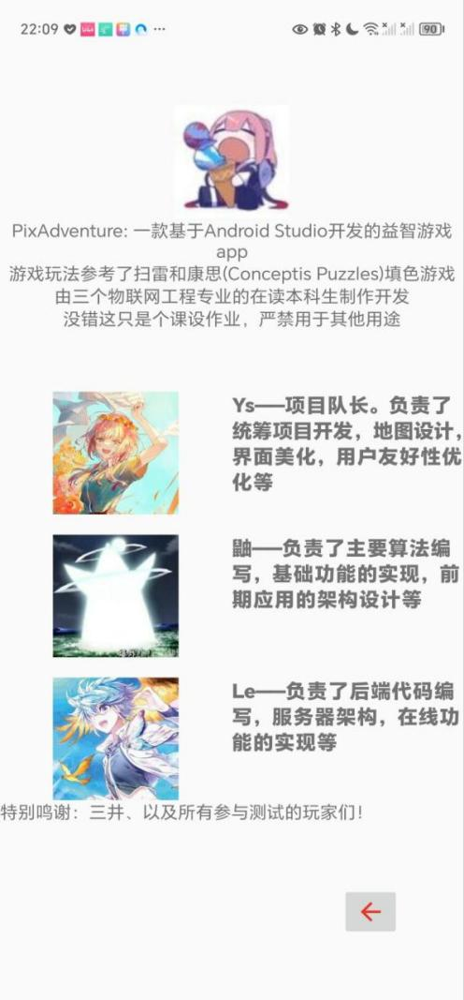 22:09
90
PixAdventure: 一款基于Android Studio开发的益智游戏
app
游戏玩法参考了扫雷和康思(Conceptis Puzzles)填色游戏
由三个物联网工程专业的在读本科生制作开发
没错这只是个课设作业，严禁用于其他用途
Ys——项目队长。负责了
统筹项目开发，地图设计，
界面美化，用户友好性优
化等
鼬——负责了主要算法编
写，基础功能的实现，前
期应用的架构设计等
Le——负责了后端代码编
写，服务器架构，在线功
能的实现等
特别鸣谢：三井、以及所有参与测试的玩家们！